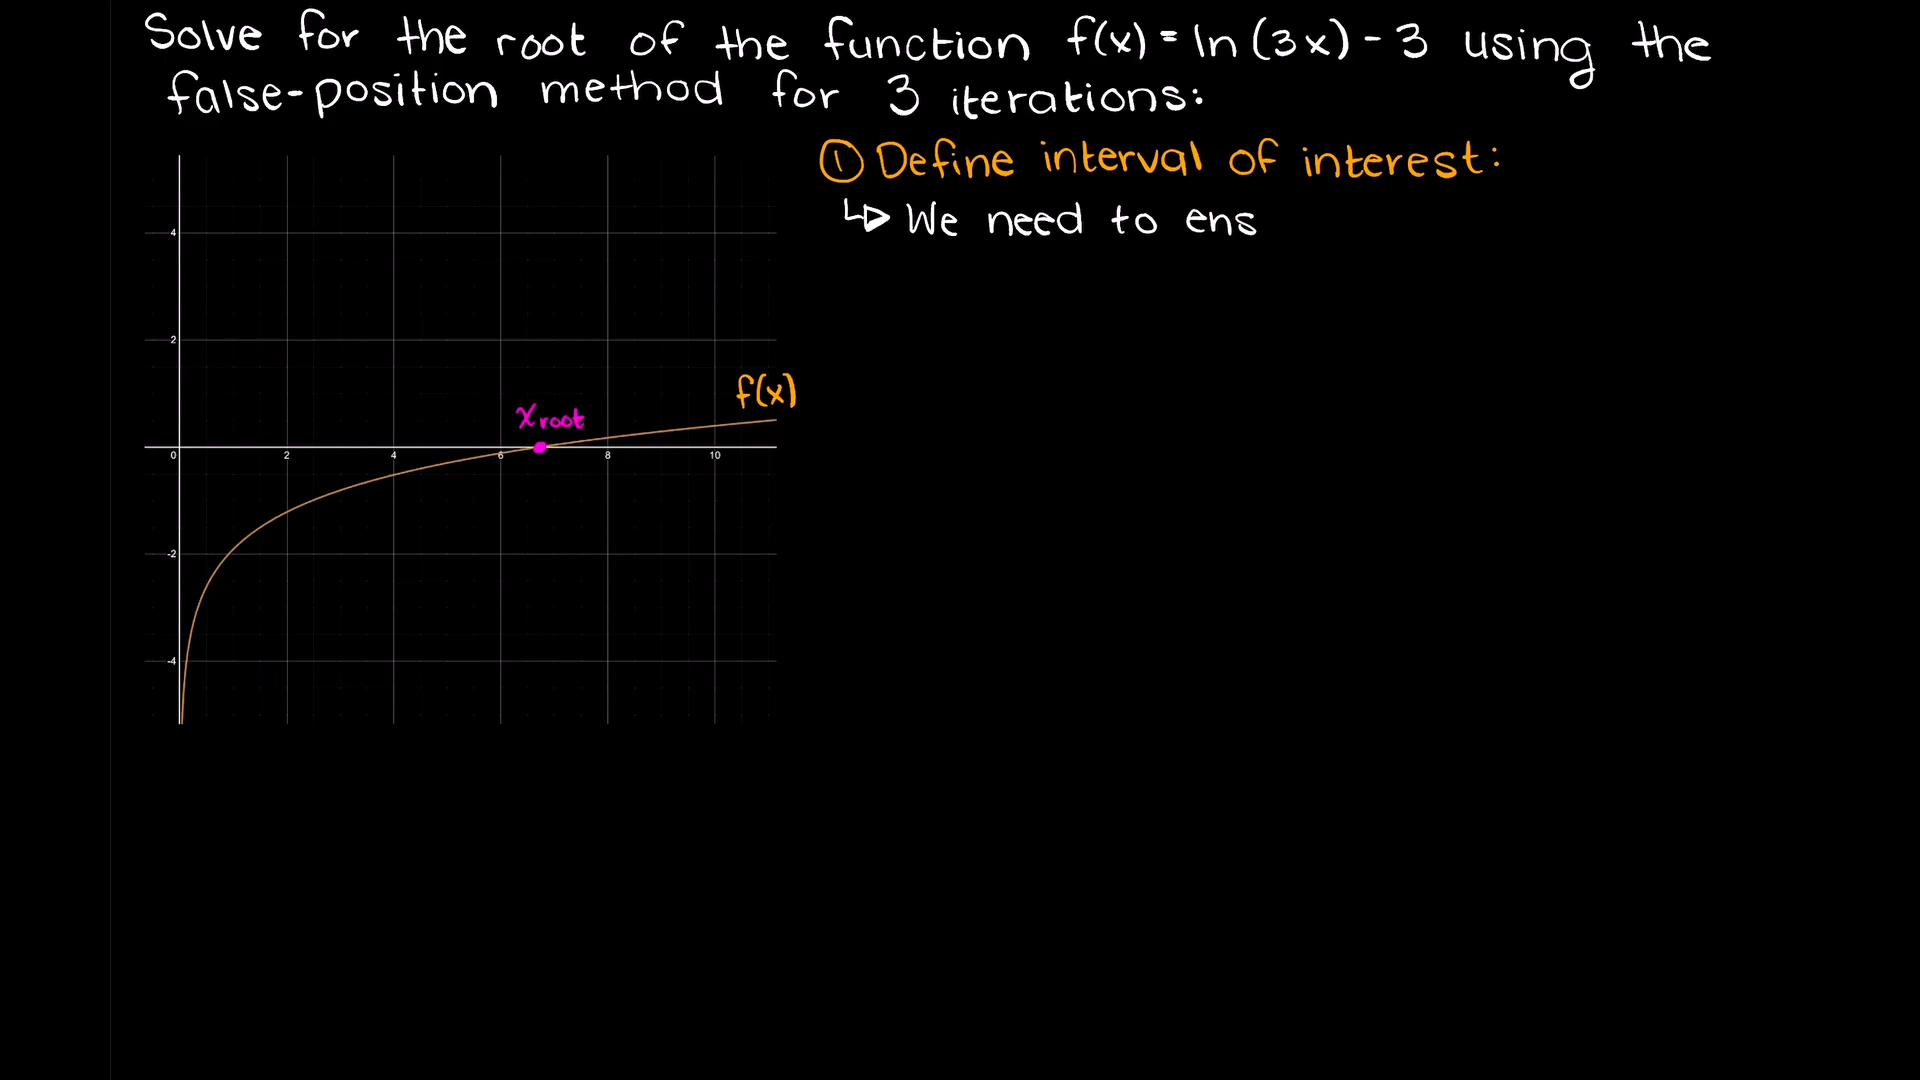 Solve for the root of the function f(x) = ln(3x) - 3 using the
false-position method for 3 iterations:
① Define interval of interest:
↳ We need to ens
4
2
f(x)
xroot
0 2 4 6 8 10
-2
-4